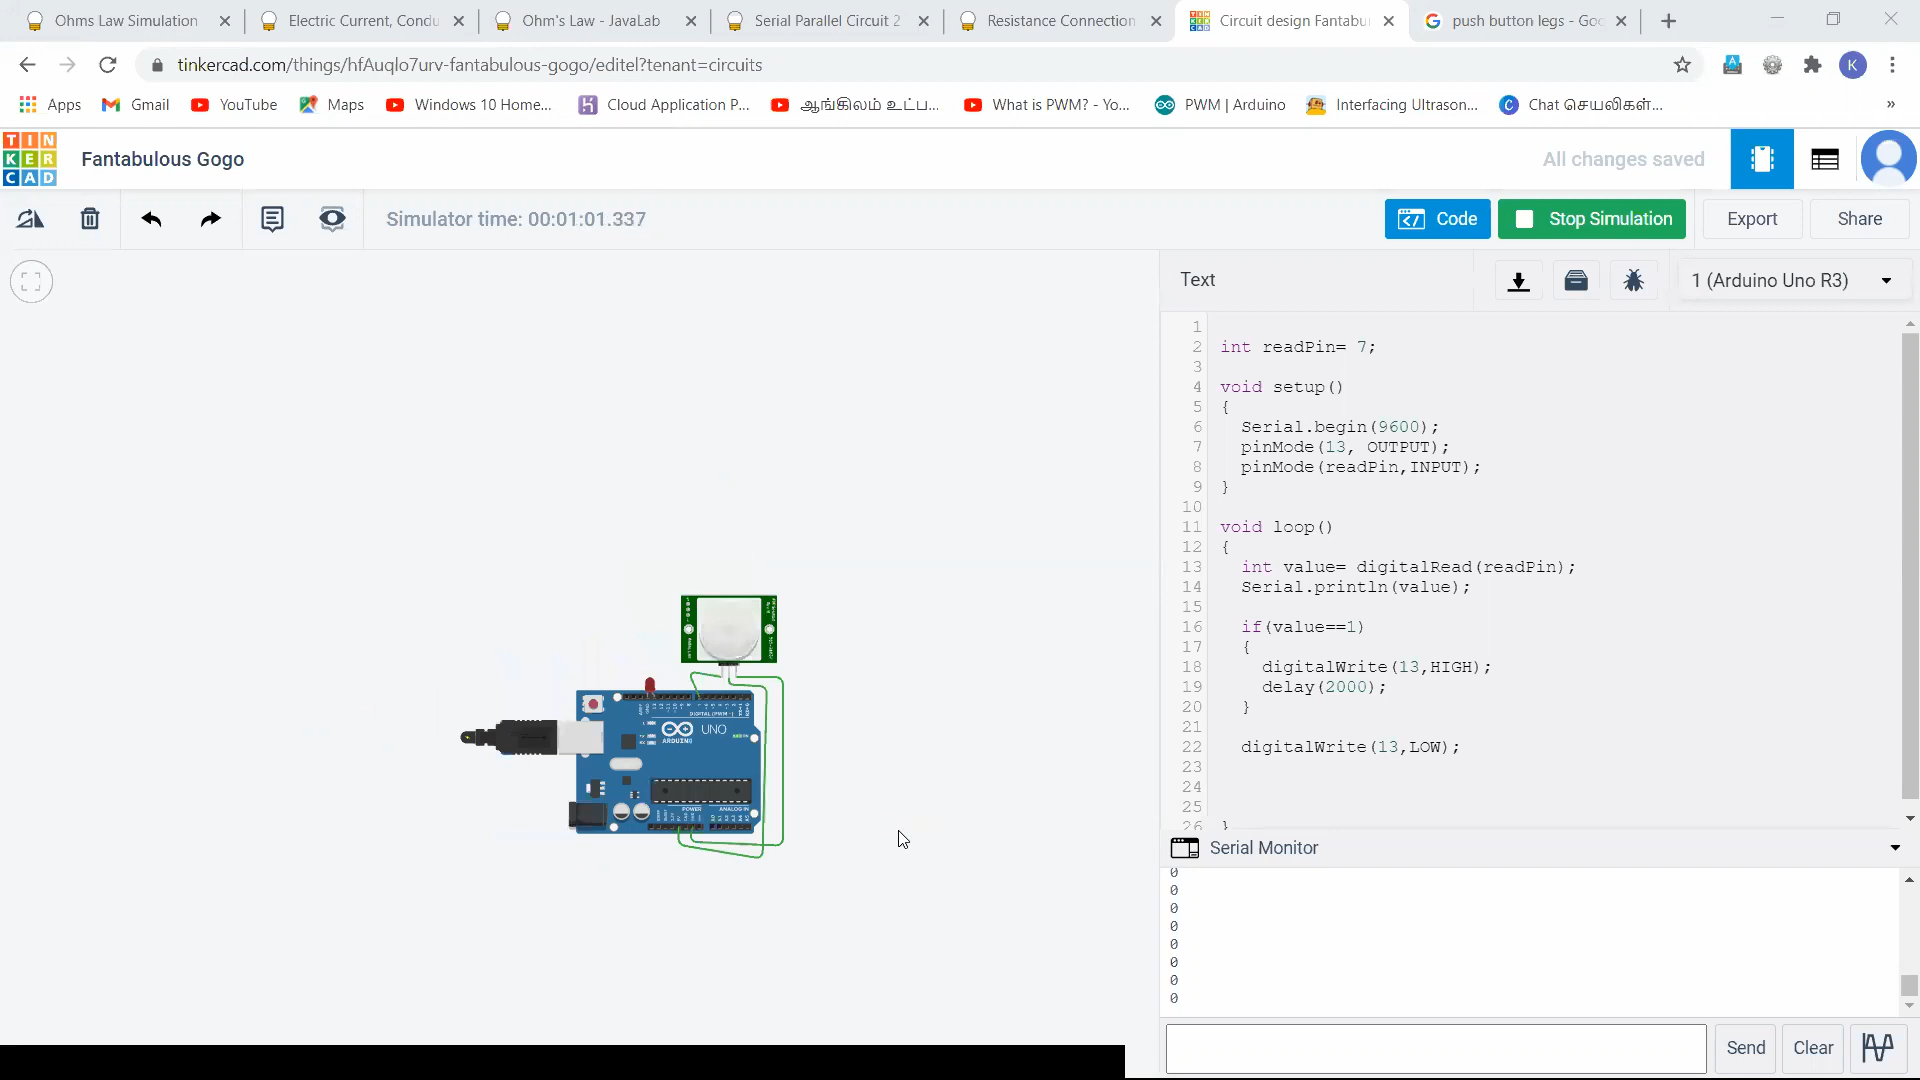 Ohms Law Simulation
Electric Current, Condu
Ohm's Law - JavaLab
Serial Parallel Circuit 2
Resistance Connection
Circuit design Fantabu
push button legs - Goo
tinkercad.com/things/hfAuqlo7urv-fantabulous-gogo/editel?tenant=circuits
K
Apps
Gmail
YouTube
Maps
Windows 10 Home...
Cloud Application P...
ஆங்கிலம் உட்ப...
What is PWM? - Yo...
PWM | Arduino
Interfacing Ultrason...
Chat செயலிகள்...
»
TIN
KER
CAD
Fantabulous Gogo
All changes saved
Simulator time: 00:01:01.337
Code
Stop Simulation
Export
Share
Text
1 (Arduino Uno R3)
1
2 int readPin= 7;
3
4 void setup()
5 {
6 Serial.begin(9600);
7 pinMode(13, OUTPUT);
8 pinMode(readPin,INPUT);
9 }
10
11 void loop()
12 {
13 int value= digitalRead(readPin);
14 Serial.println(value);
15
16 if(value==1)
17 {
18 digitalWrite(13,HIGH);
19 delay(2000);
20 }
21
22 digitalWrite(13,LOW);
23
24
25
26 }
UNO
ARDUINO
POWER
ANALOG IN
Serial Monitor
0
0
0
0
0
0
0
0
Send
Clear